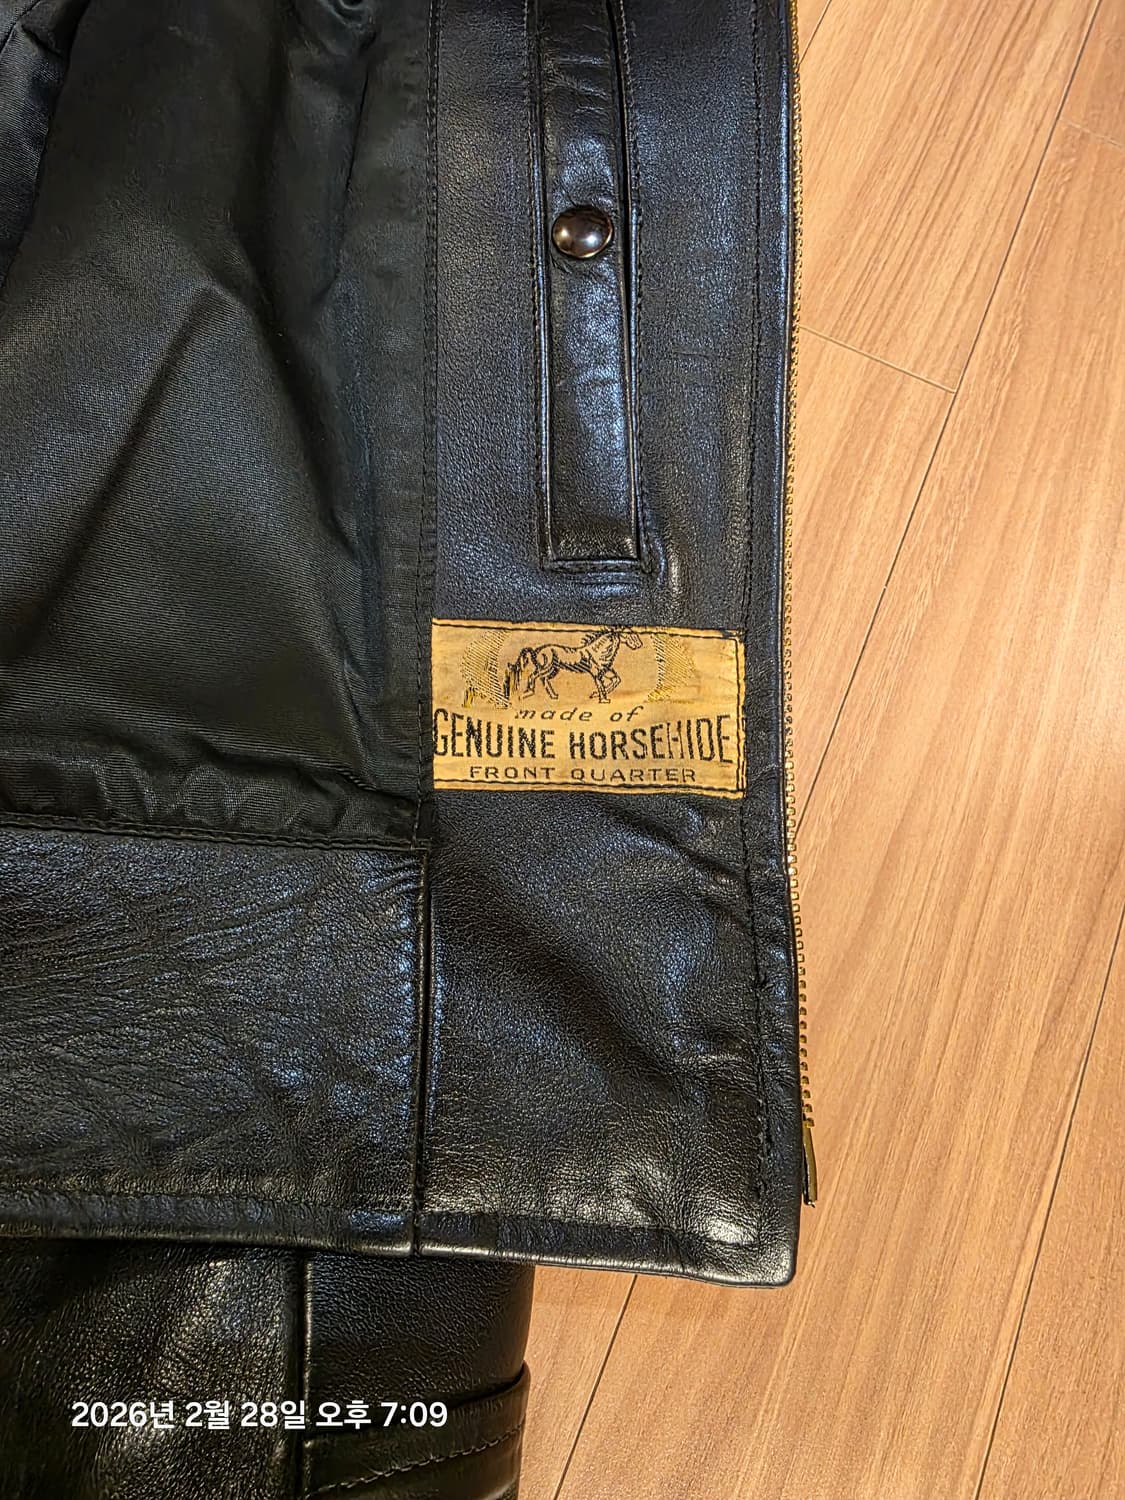 made of
GENUINE HORSEHIDE
FRONT QUARTER
2026년 2월 28일 오후 7:09